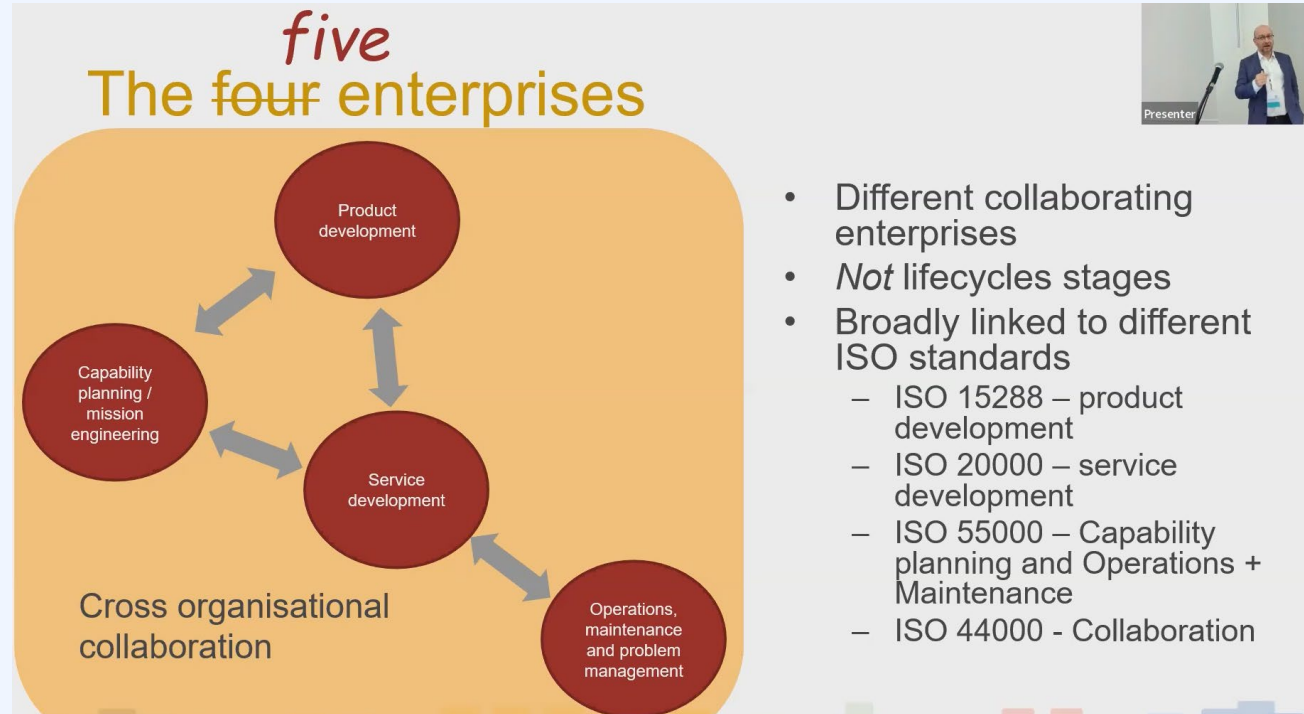 five
The four enterprises
Presenter
Product
development
Capability
planning /
mission
engineering
Service
development
Operations,
maintenance
and problem
management
Cross organisational
collaboration
• Different collaborating
enterprises
• Not lifecycles stages
• Broadly linked to different
ISO standards
– ISO 15288 – product
development
– ISO 20000 – service
development
– ISO 55000 – Capability
planning and Operations +
Maintenance
– ISO 44000 - Collaboration